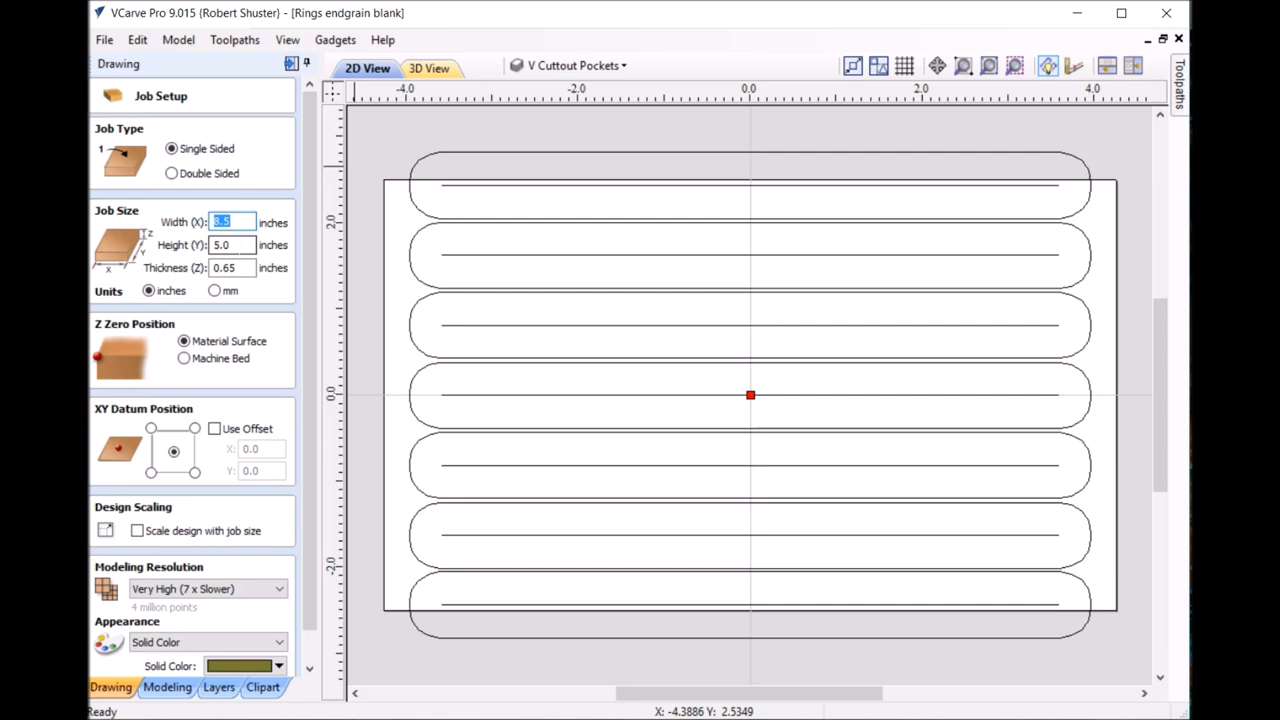 VCarve Pro 9.015 {Robert Shuster} - [Rings endgrain blank]
File Edit Model Toolpaths View Gadgets Help
Drawing
2D View 3D View V Cuttout Pockets
Toolpaths
Job Setup
-4.0 -2.0 0.0 2.0 4.0
Job Type
1
Single Sided
Double Sided
Job Size
Width (X): 8.5 inches
Height (Y): 5.0 inches
Thickness (Z): 0.65 inches
Z
Y
X
Units inches mm
2.0
0.0
-2.0
Z Zero Position
Material Surface
Machine Bed
XY Datum Position
Use Offset
X: 0.0
Y: 0.0
Design Scaling
Scale design with job size
Modeling Resolution
Very High (7 x Slower)
4 million points
Appearance
Solid Color
Solid Color:
Drawing Modeling Layers Clipart
Ready
X: -4.3886 Y: 2.5349